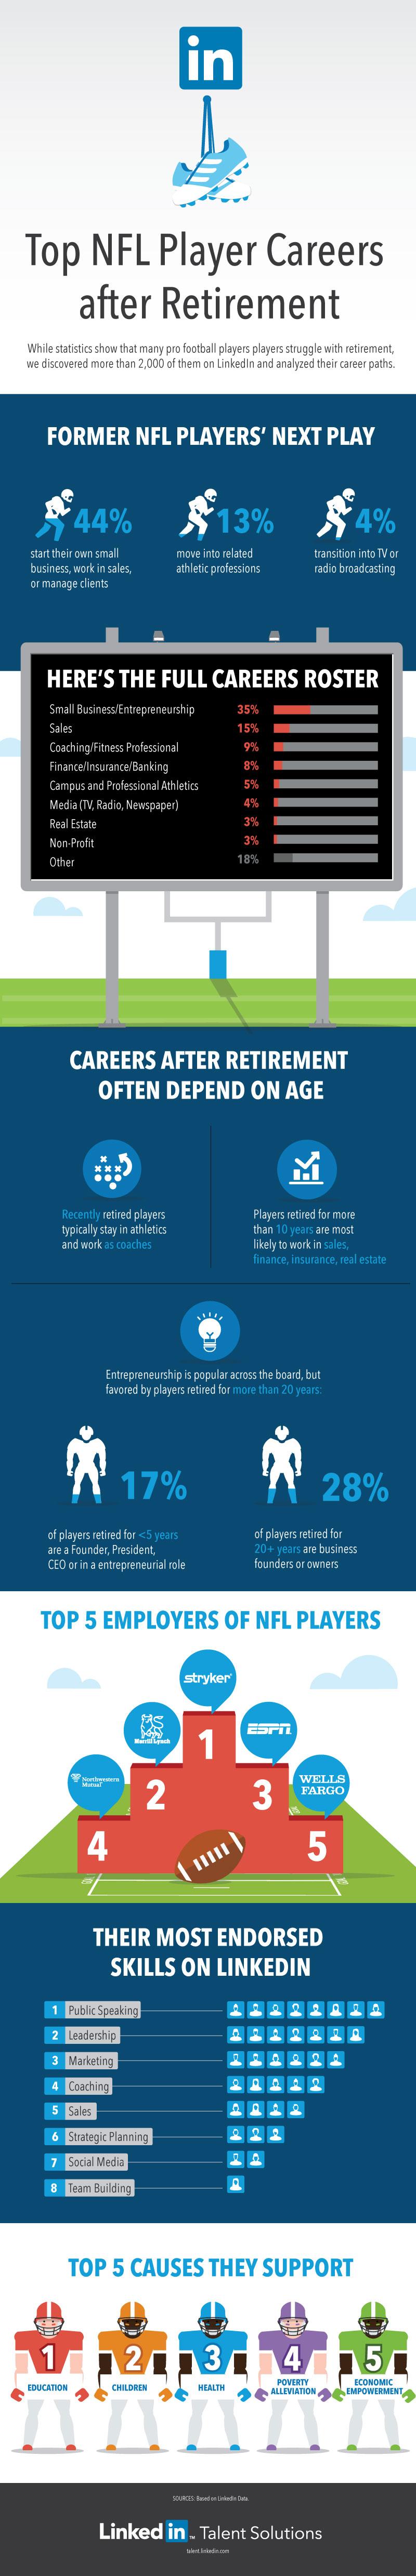 in
Top NFL Player Careers
after Retirement
While statistics show that many pro football players players struggle with retirement,
we discovered more than 2,000 of them on LinkedIn and analyzed their career paths.
FORMER NFL PLAYERS' NEXT PLAY
44%
start their own small
business, work in sales,
or manage clients
13%
move into related
athletic professions
4%
transition into TV or
radio broadcasting
HERE'S THE FULL CAREERS ROSTER
Small Business/Entrepreneurship 35%
Sales 15%
Coaching/Fitness Professional 9%
Finance/Insurance/Banking 8%
Campus and Professional Athletics 5%
Media (TV, Radio, Newspaper) 4%
Real Estate 3%
Non-Profit 3%
Other 18%
CAREERS AFTER RETIREMENT
OFTEN DEPEND ON AGE
Recently retired players
typically stay in athletics
and work as coaches
Players retired for more
than 10 years are most
likely to work in sales,
finance, insurance, real estate
Entrepreneurship is popular across the board, but
favored by players retired for more than 20 years:
17%
of players retired for <5 years
are a Founder, President,
CEO or in a entrepreneurial role
28%
of players retired for
20+ years are business
founders or owners
TOP 5 EMPLOYERS OF NFL PLAYERS
stryker
1
Merrill Lynch
2
ESPN
3
Northwestern
Mutual
4
WELLS
FARGO
5
THEIR MOST ENDORSED
SKILLS ON LINKEDIN
1 Public Speaking
2 Leadership
3 Marketing
4 Coaching
5 Sales
6 Strategic Planning
7 Social Media
8 Team Building
TOP 5 CAUSES THEY SUPPORT
1
EDUCATION
2
CHILDREN
3
HEALTH
4
POVERTY
ALLEVIATION
5
ECONOMIC
EMPOWERMENT
SOURCES: Based on LinkedIn Data.
Linked in™ Talent Solutions
talent.linkedin.com